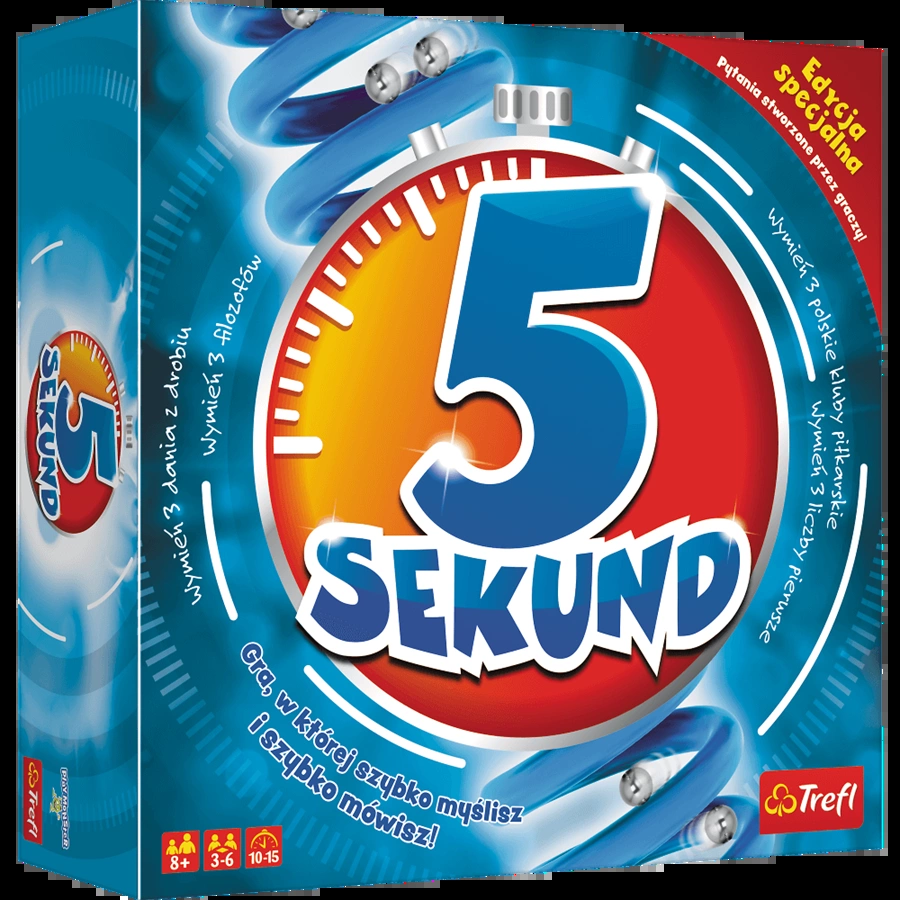 Edycja
specjalna
Pytania stworzone przez graczy!
Wymień 3 dania z drobiu
Wymień 3 filozofów
Wymień 3 polskie kluby piłkarskie
Wymień 3 liczby pierwsze
5
SEKUND
Gra, w której szybko myślisz
i szybko mówisz!
8+
3-6
10-15
Trefl
5
SEKUND
Trefl
PlayMonster